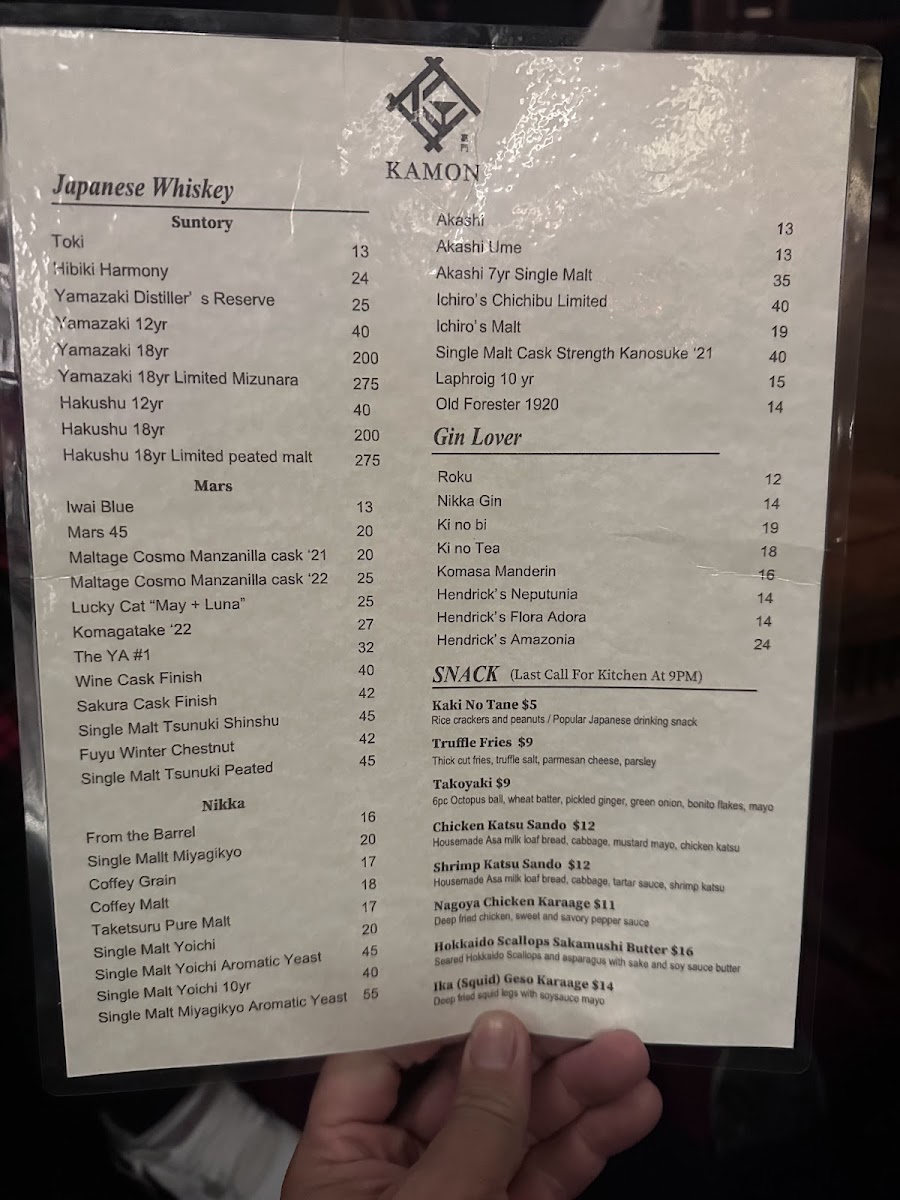 嘉門
KAMON
Japanese Whiskey
Suntory
Toki 13
Hibiki Harmony 24
Yamazaki Distiller' s Reserve 25
Yamazaki 12yr 40
Yamazaki 18yr 200
Yamazaki 18yr Limited Mizunara 275
Hakushu 12yr 40
Hakushu 18yr 200
Hakushu 18yr Limited peated malt 275
Mars
Iwai Blue 13
Mars 45 20
Maltage Cosmo Manzanilla cask '21 20
Maltage Cosmo Manzanilla cask '22 25
Lucky Cat "May + Luna" 25
Komagatake '22 27
The YA #1 32
Wine Cask Finish 40
Sakura Cask Finish 42
Single Malt Tsunuki Shinshu 45
Fuyu Winter Chestnut 42
Single Malt Tsunuki Peated 45
Nikka
From the Barrel 16
Single Mallt Miyagikyo 20
Coffey Grain 17
Coffey Malt 18
Taketsuru Pure Malt 17
Single Malt Yoichi 20
Single Malt Yoichi Aromatic Yeast 45
Single Malt Yoichi 10yr 40
Single Malt Miyagikyo Aromatic Yeast 55
Akashi 13
Akashi Ume 13
Akashi 7yr Single Malt 35
Ichiro's Chichibu Limited 40
Ichiro's Malt 19
Single Malt Cask Strength Kanosuke '21 40
Laphroig 10 yr 15
Old Forester 1920 14
Gin Lover
Roku 12
Nikka Gin 14
Ki no bi 19
Ki no Tea 18
Komasa Manderin 16
Hendrick's Neputunia 14
Hendrick's Flora Adora 14
Hendrick's Amazonia 24
SNACK (Last Call For Kitchen At 9PM)
Kaki No Tane $5
Rice crackers and peanuts / Popular Japanese drinking snack
Truffle Fries $9
Thick cut fries, truffle salt, parmesan cheese, parsley
Takoyaki $9
6pc Octopus ball, wheat batter, pickled ginger, green onion, bonito flakes, mayo
Chicken Katsu Sando $12
Housemade Asa milk loaf bread, cabbage, mustard mayo, chicken katsu
Shrimp Katsu Sando $12
Housemade Asa milk loaf bread, cabbage, tartar sauce, shrimp katsu
Nagoya Chicken Karaage $11
Deep fried chicken, sweet and savory pepper sauce
Hokkaido Scallops Sakamushi Butter $16
Seared Hokkaido Scallops and asparagus with sake and soy sauce butter
Ika (Squid) Geso Karaage $14
Deep fried squid legs with soysauce mayo